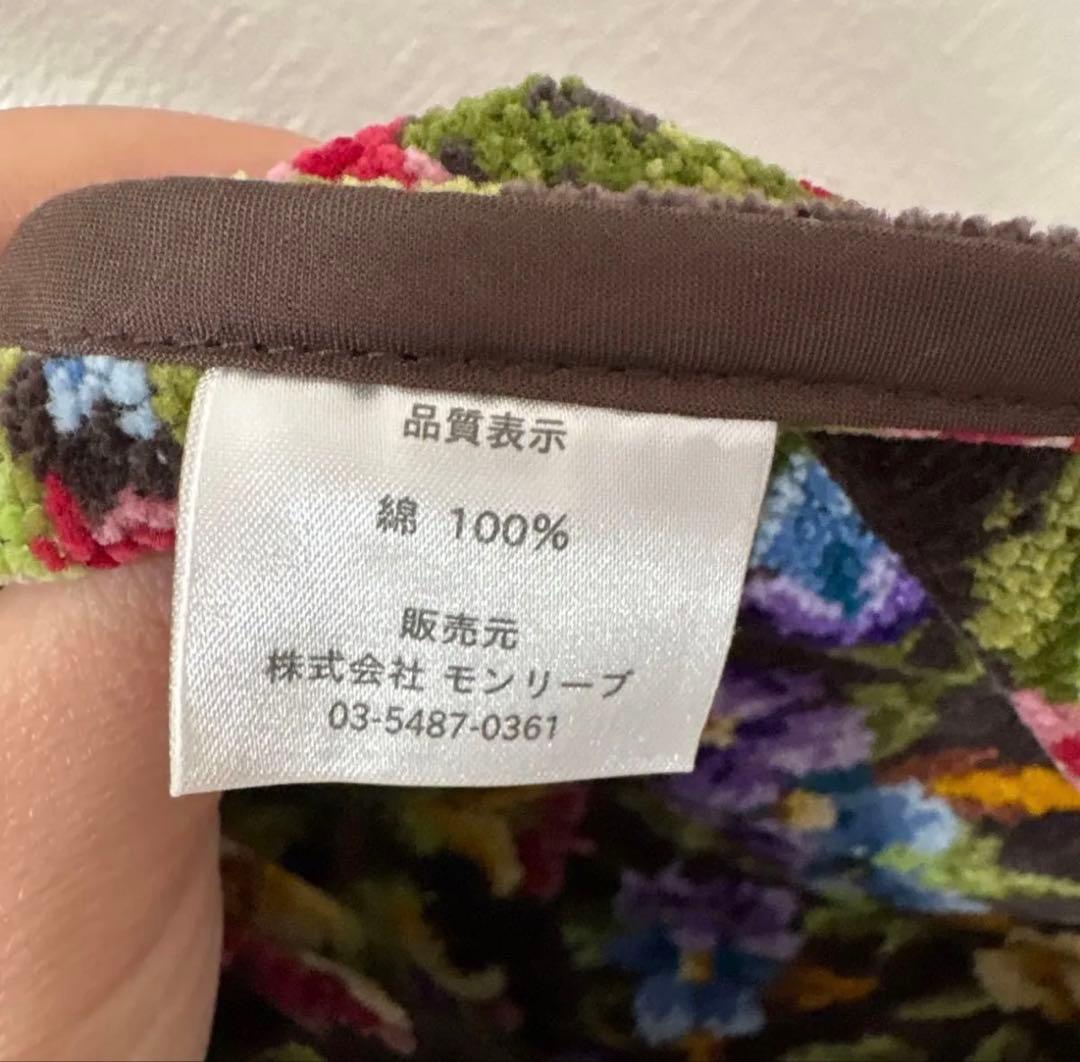 品質表示
綿 100%
販売元
株式会社 モンリーブ
03-5487-0361